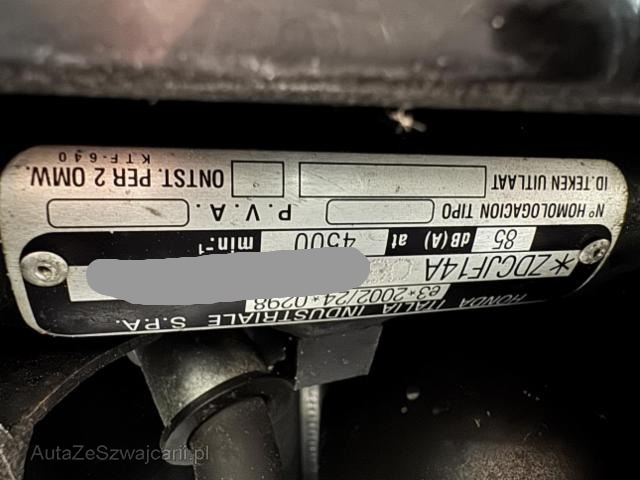 HONDA ITALIA INDUSTRIALE S.P.A.
e3*2002/24*0298
*ZDCJF14A
85 dB(A) at 4500 min.-1
Nº HOMOLOGACION TIPO P. V. A.
ID. TEKEN UITLAAT ONTST. PER 2 OMW.
KTF-640
AutaZeSzwajcarii.pl